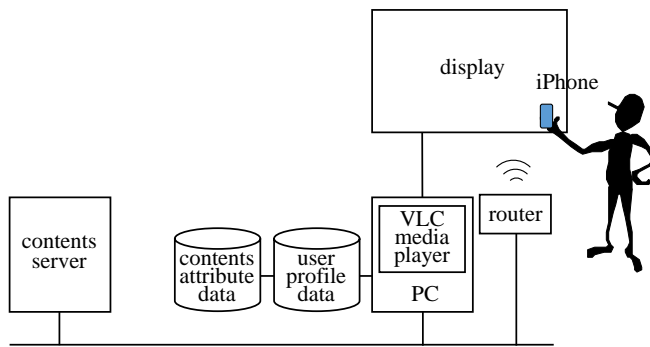 display
iPhone
contents
server
contents
attribute
data
user
profile
data
VLC
media
player
PC
router